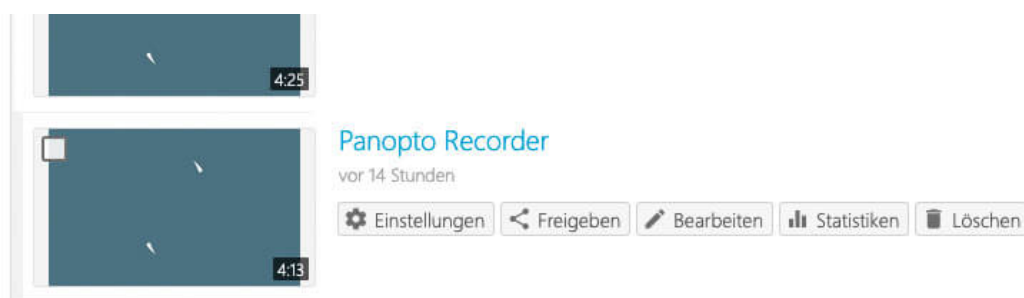 4:25
Panopto Recorder
vor 14 Stunden
Einstellungen Freigeben Bearbeiten Statistiken Löschen
4:13